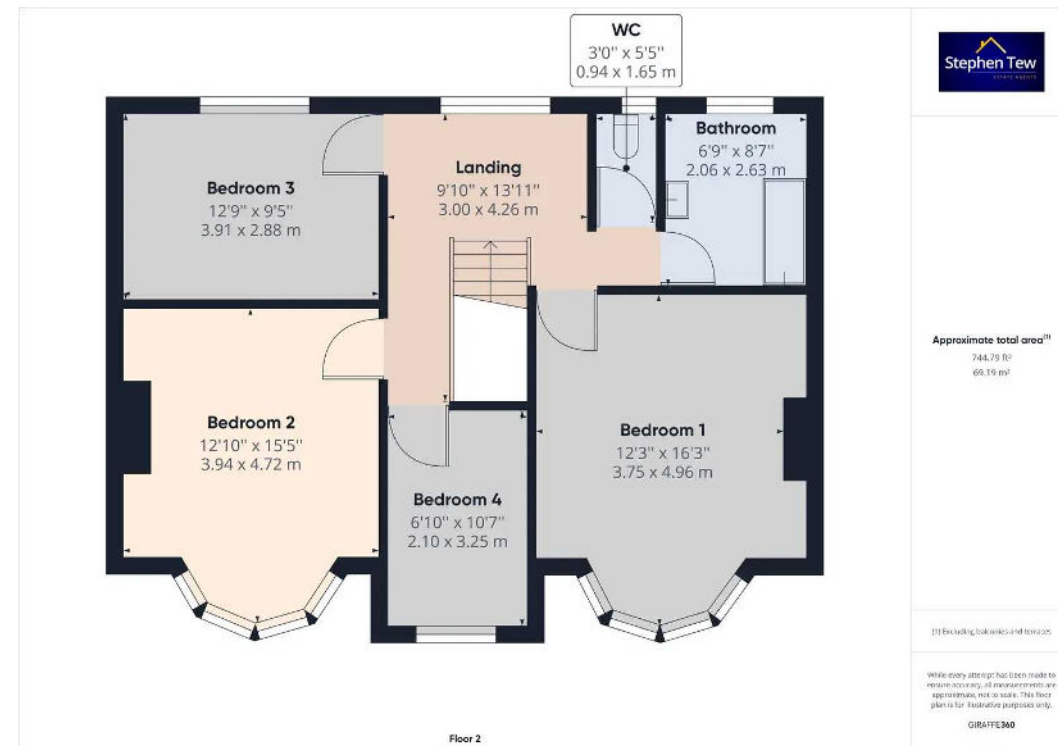 WC
3'0" x 5'5"
0.94 x 1.65 m
Bathroom
6'9" x 8'7"
2.06 x 2.63 m
Landing
9'10" x 13'11"
3.00 x 4.26 m
Bedroom 3
12'9" x 9'5"
3.91 x 2.88 m
Bedroom 2
12'10" x 15'5"
3.94 x 4.72 m
Bedroom 1
12'3" x 16'3"
3.75 x 4.96 m
Bedroom 4
6'10" x 10'7"
2.10 x 3.25 m
Floor 2
Stephen Tew
ESTATE AGENTS
Approximate total area(1)
744.79 ft²
69.19 m²
(1) Excluding balconies and terraces
While every attempt has been made to
ensure accuracy, all measurements are
approximate, not to scale. This floor
plan is for illustrative purposes only.
GIRAFFE360